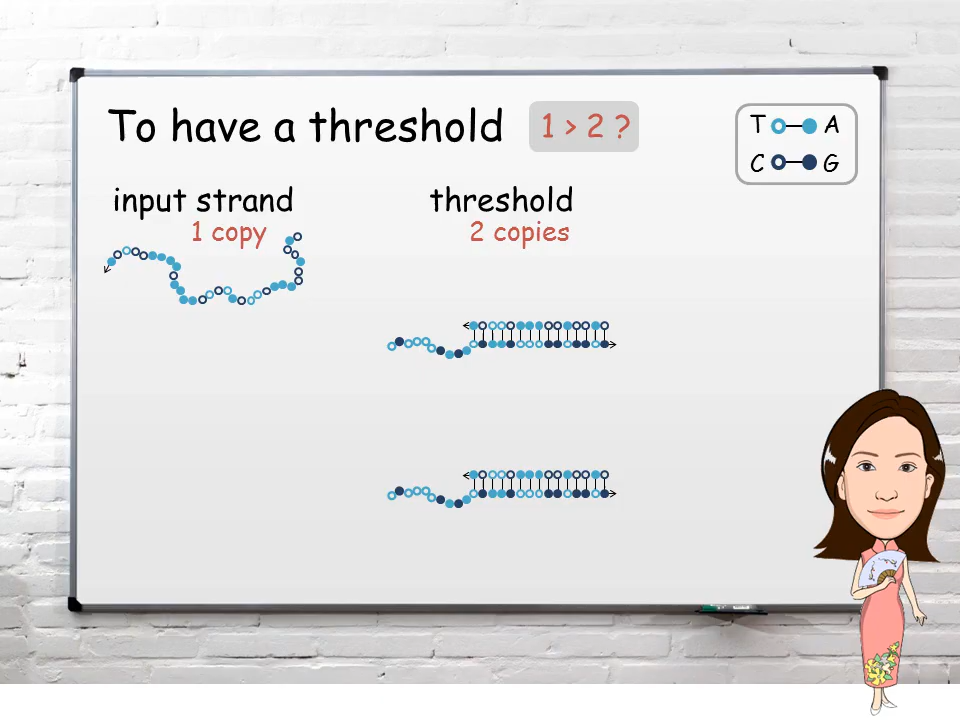 To have a threshold 1 > 2 ?
T A
C G
input strand
1 copy
threshold
2 copies